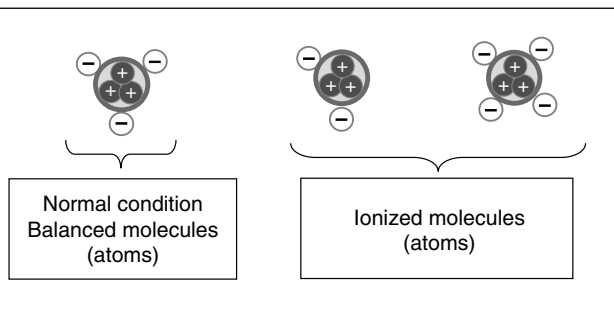 − − + + + −
− + + + −
− − + + + − −
Normal condition
Balanced molecules
(atoms)
Ionized molecules
(atoms)